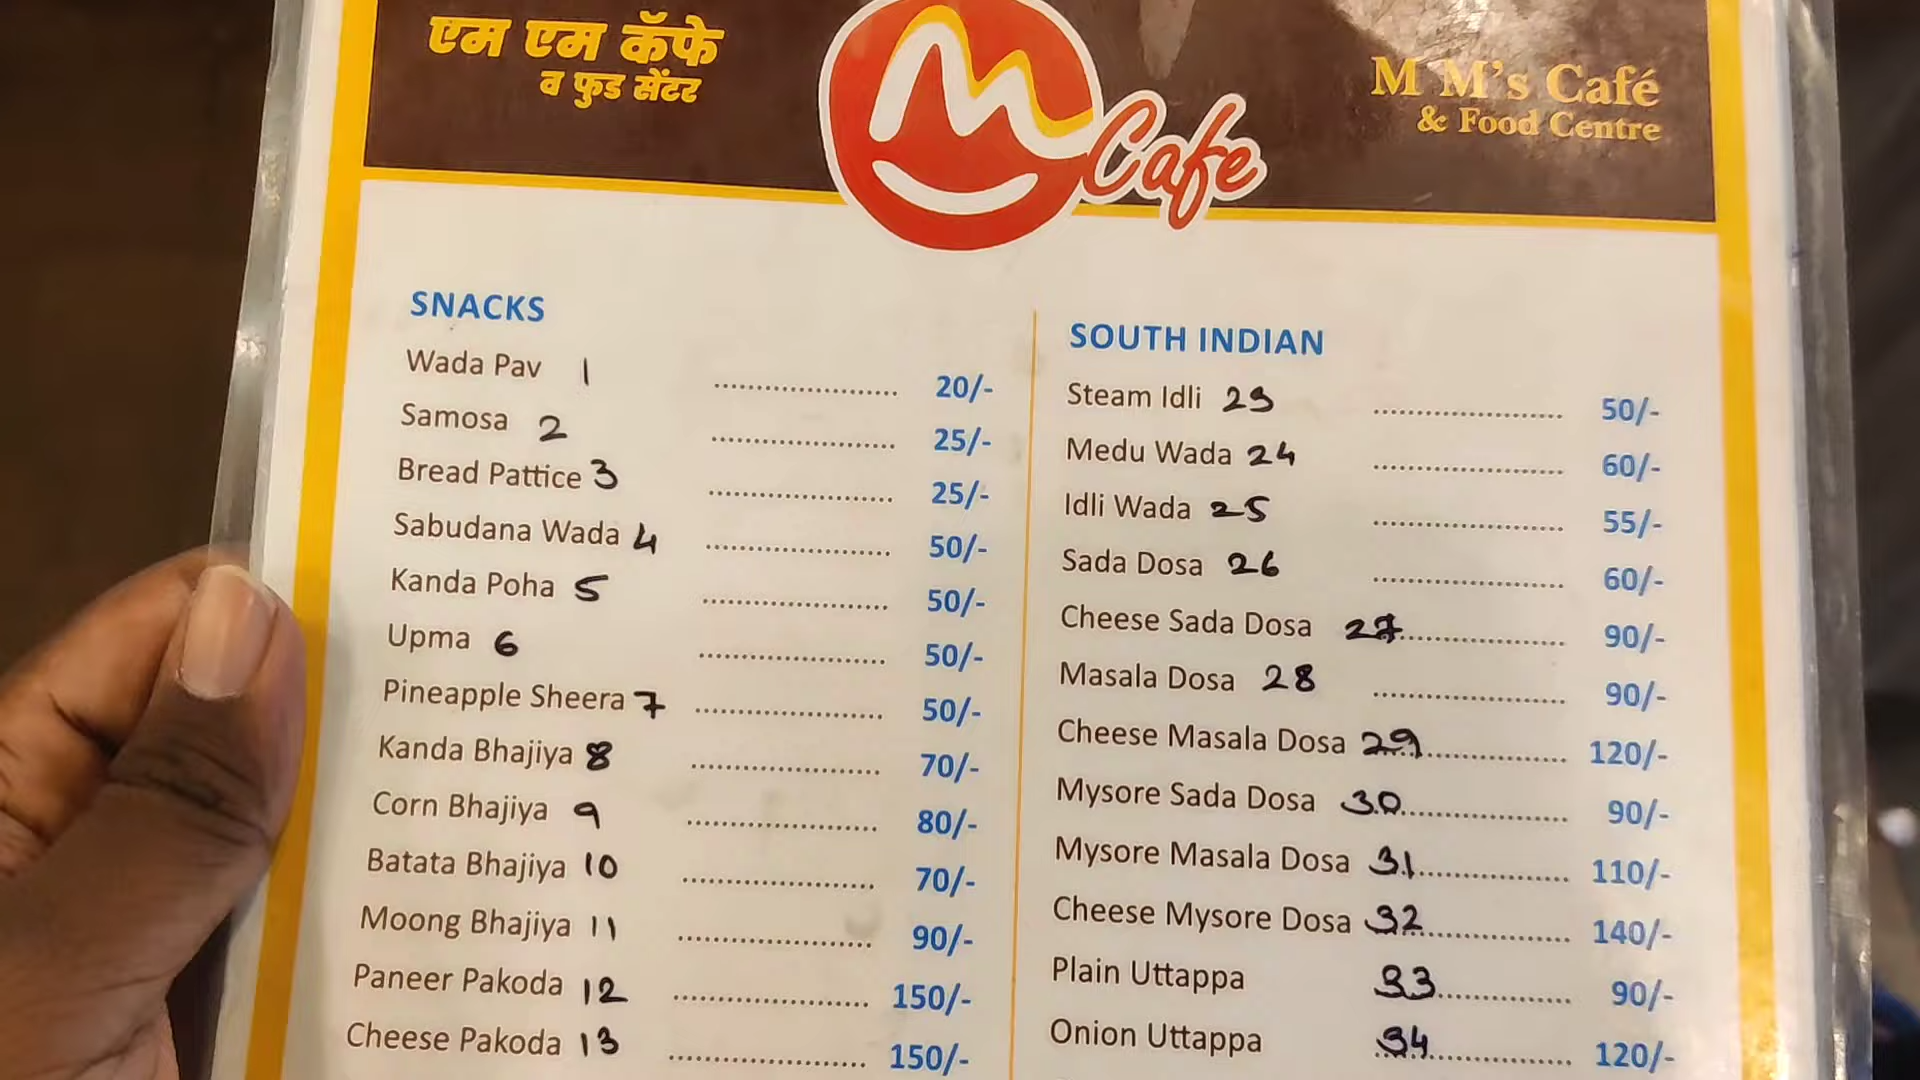 एम एम कॅफे
व फुड सेंटर
M Cafe
M M's Café
& Food Centre
SNACKS
Wada Pav 1 .......... 20/-
Samosa 2 .......... 25/-
Bread Pattice 3 .......... 25/-
Sabudana Wada 4 .......... 50/-
Kanda Poha 5 .......... 50/-
Upma 6 .......... 50/-
Pineapple Sheera 7 .......... 50/-
Kanda Bhajiya 8 .......... 70/-
Corn Bhajiya 9 .......... 80/-
Batata Bhajiya 10 .......... 70/-
Moong Bhajiya 11 .......... 90/-
Paneer Pakoda 12 .......... 150/-
Cheese Pakoda 13 .......... 150/-
SOUTH INDIAN
Steam Idli 23 .......... 50/-
Medu Wada 24 .......... 60/-
Idli Wada 25 .......... 55/-
Sada Dosa 26 .......... 60/-
Cheese Sada Dosa 27 .......... 90/-
Masala Dosa 28 .......... 90/-
Cheese Masala Dosa 29 .......... 120/-
Mysore Sada Dosa 30 .......... 90/-
Mysore Masala Dosa 31 .......... 110/-
Cheese Mysore Dosa 32 .......... 140/-
Plain Uttappa 33 .......... 90/-
Onion Uttappa 34 .......... 120/-